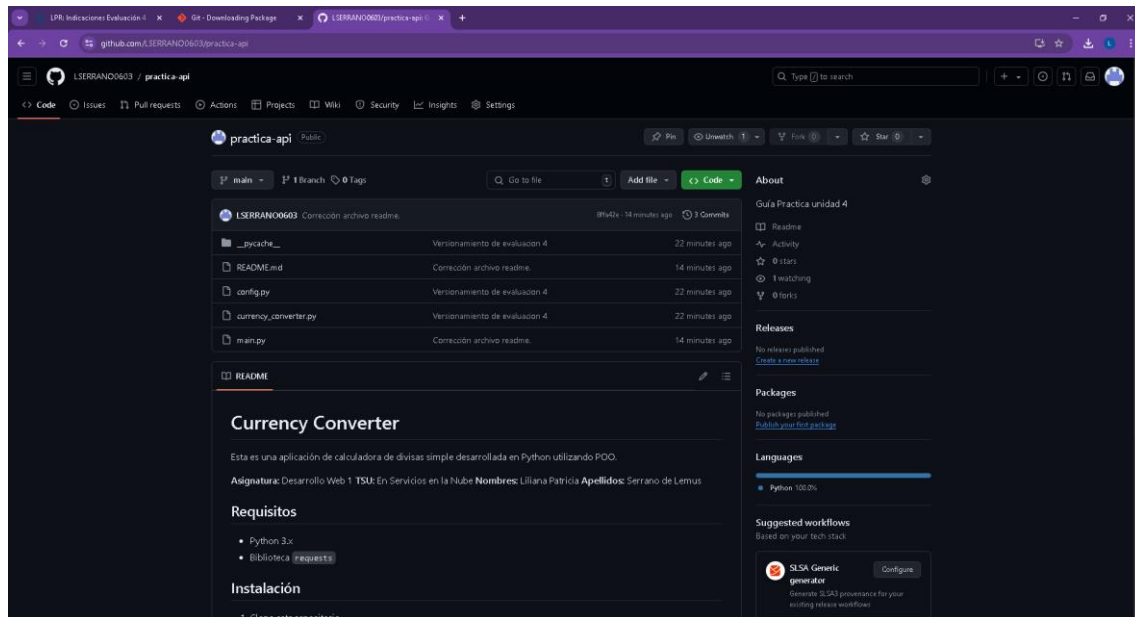 LPR: Indicaciones Evaluación 4
Git - Downloading Package
LSERRANO0603/practica-api: G
github.com/LSERRANO0603/practica-api
LSERRANO0603 / practica-api
Type / to search
Code Issues Pull requests Actions Projects Wiki Security Insights Settings
practica-api Public
Pin Unwatch 1 Fork 0 Star 0
main 1 Branch 0 Tags Go to file t Add file Code
LSERRANO0603 Corrección archivo readme. 14 minutes ago 3 Commits
__pycache__ Versionamiento de evaluacion 4 22 minutes ago
README.md Corrección archivo readme. 14 minutes ago
config.py Versionamiento de evaluacion 4 22 minutes ago
currency_converter.py Versionamiento de evaluacion 4 22 minutes ago
main.py Corrección archivo readme. 14 minutes ago
README
Currency Converter
Esta es una aplicación de calculadora de divisas simple desarrollada en Python utilizando POO.
Asignatura: Desarrollo Web 1 TSU: En Servicios en la Nube Nombres: Liliana Patricia Apellidos: Serrano de Lemus
Requisitos
Python 3.x
Biblioteca requests
Instalación
About
Guía Practica unidad 4
Readme
Activity
0 stars
1 watching
0 forks
Releases
No releases published
Create a new release
Packages
No packages published
Publish your first package
Languages
Python 100.0%
Suggested workflows
Based on your tech stack
SLSA Generic
generator
Configure
Generate SLSA3 provenance for your
existing release workflows